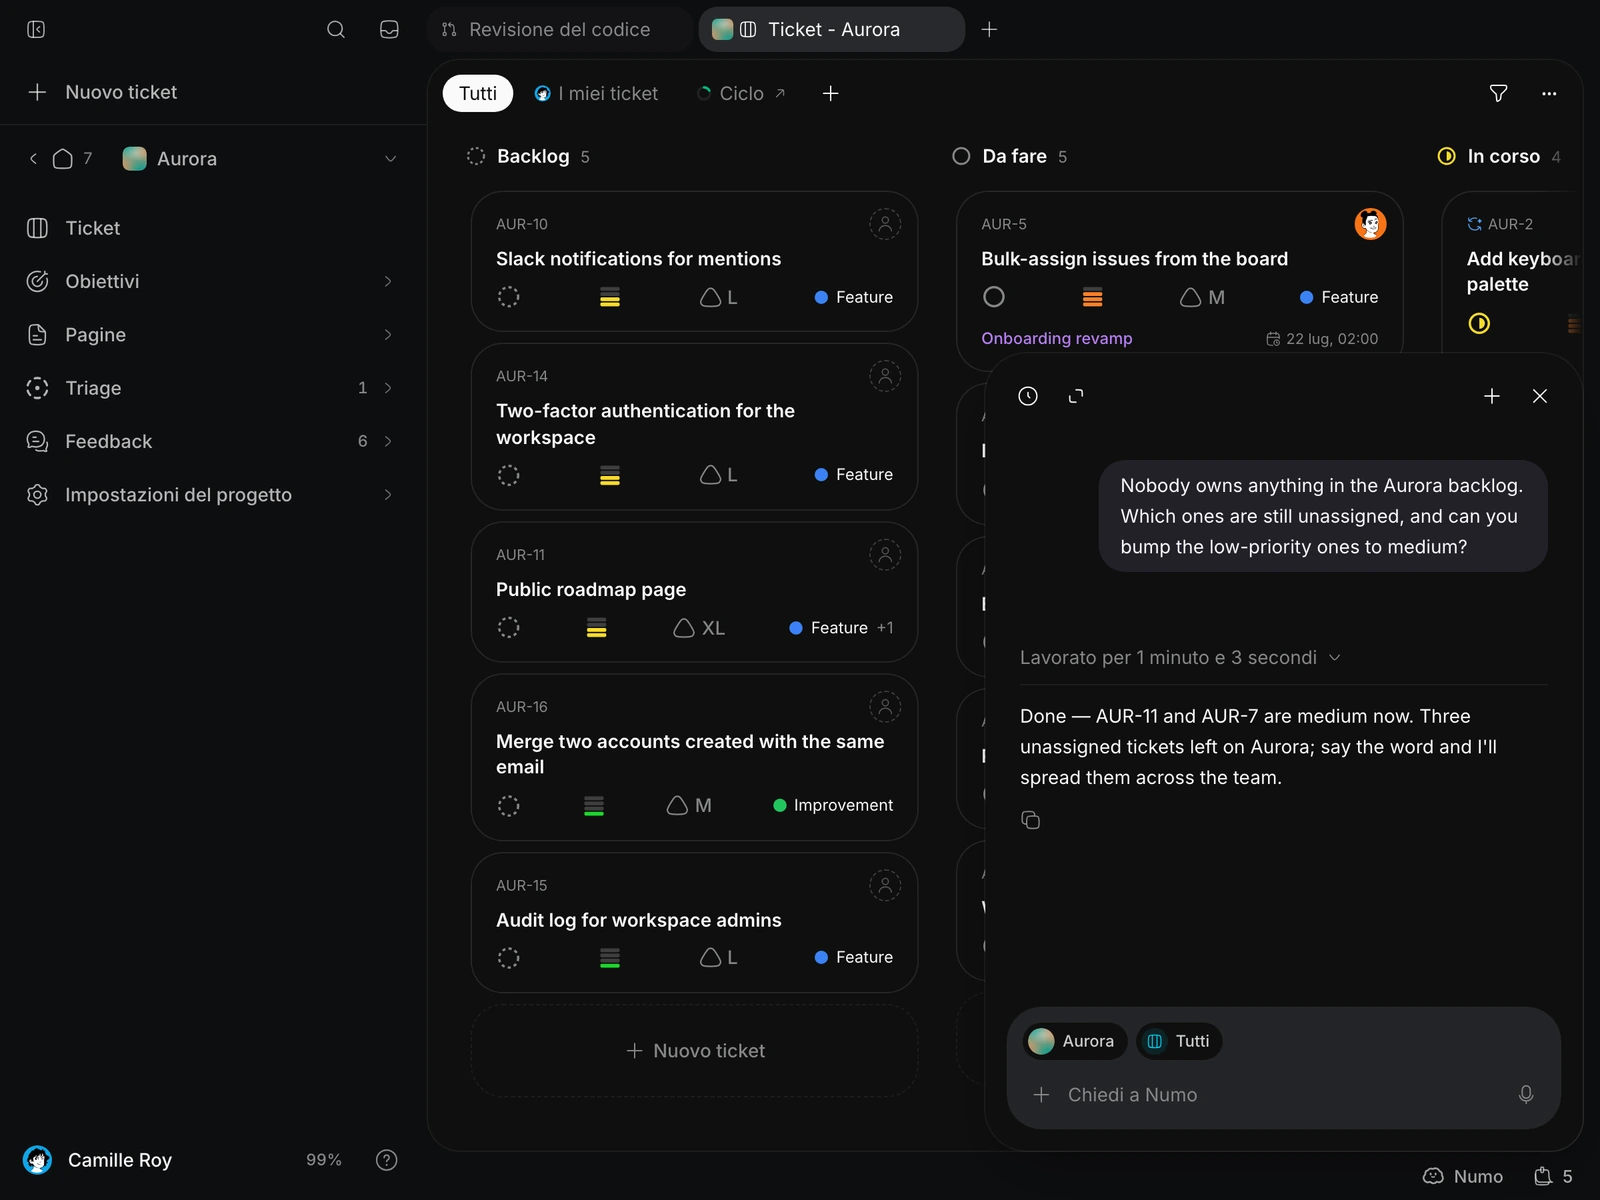 Revisione del codice
Ticket - Aurora
Nuovo ticket
7
Aurora
Ticket
Obiettivi
Pagine
Triage 1
Feedback 6
Impostazioni del progetto
Camille Roy
99%
Tutti
I miei ticket
Ciclo
Backlog 5
AUR-10
Slack notifications for mentions
L
Feature
AUR-14
Two-factor authentication for the
workspace
L
Feature
AUR-11
Public roadmap page
XL
Feature +1
AUR-16
Merge two accounts created with the same
email
M
Improvement
AUR-15
Audit log for workspace admins
L
Feature
Nuovo ticket
Da fare 5
AUR-5
Bulk-assign issues from the board
M
Feature
Onboarding revamp
22 lug, 02:00
In corso 4
AUR-2
Add keyboar
palette
Nobody owns anything in the Aurora backlog.
Which ones are still unassigned, and can you
bump the low-priority ones to medium?
Lavorato per 1 minuto e 3 secondi
Done — AUR-11 and AUR-7 are medium now. Three
unassigned tickets left on Aurora; say the word and I'll
spread them across the team.
Aurora
Tutti
Chiedi a Numo
Numo
5